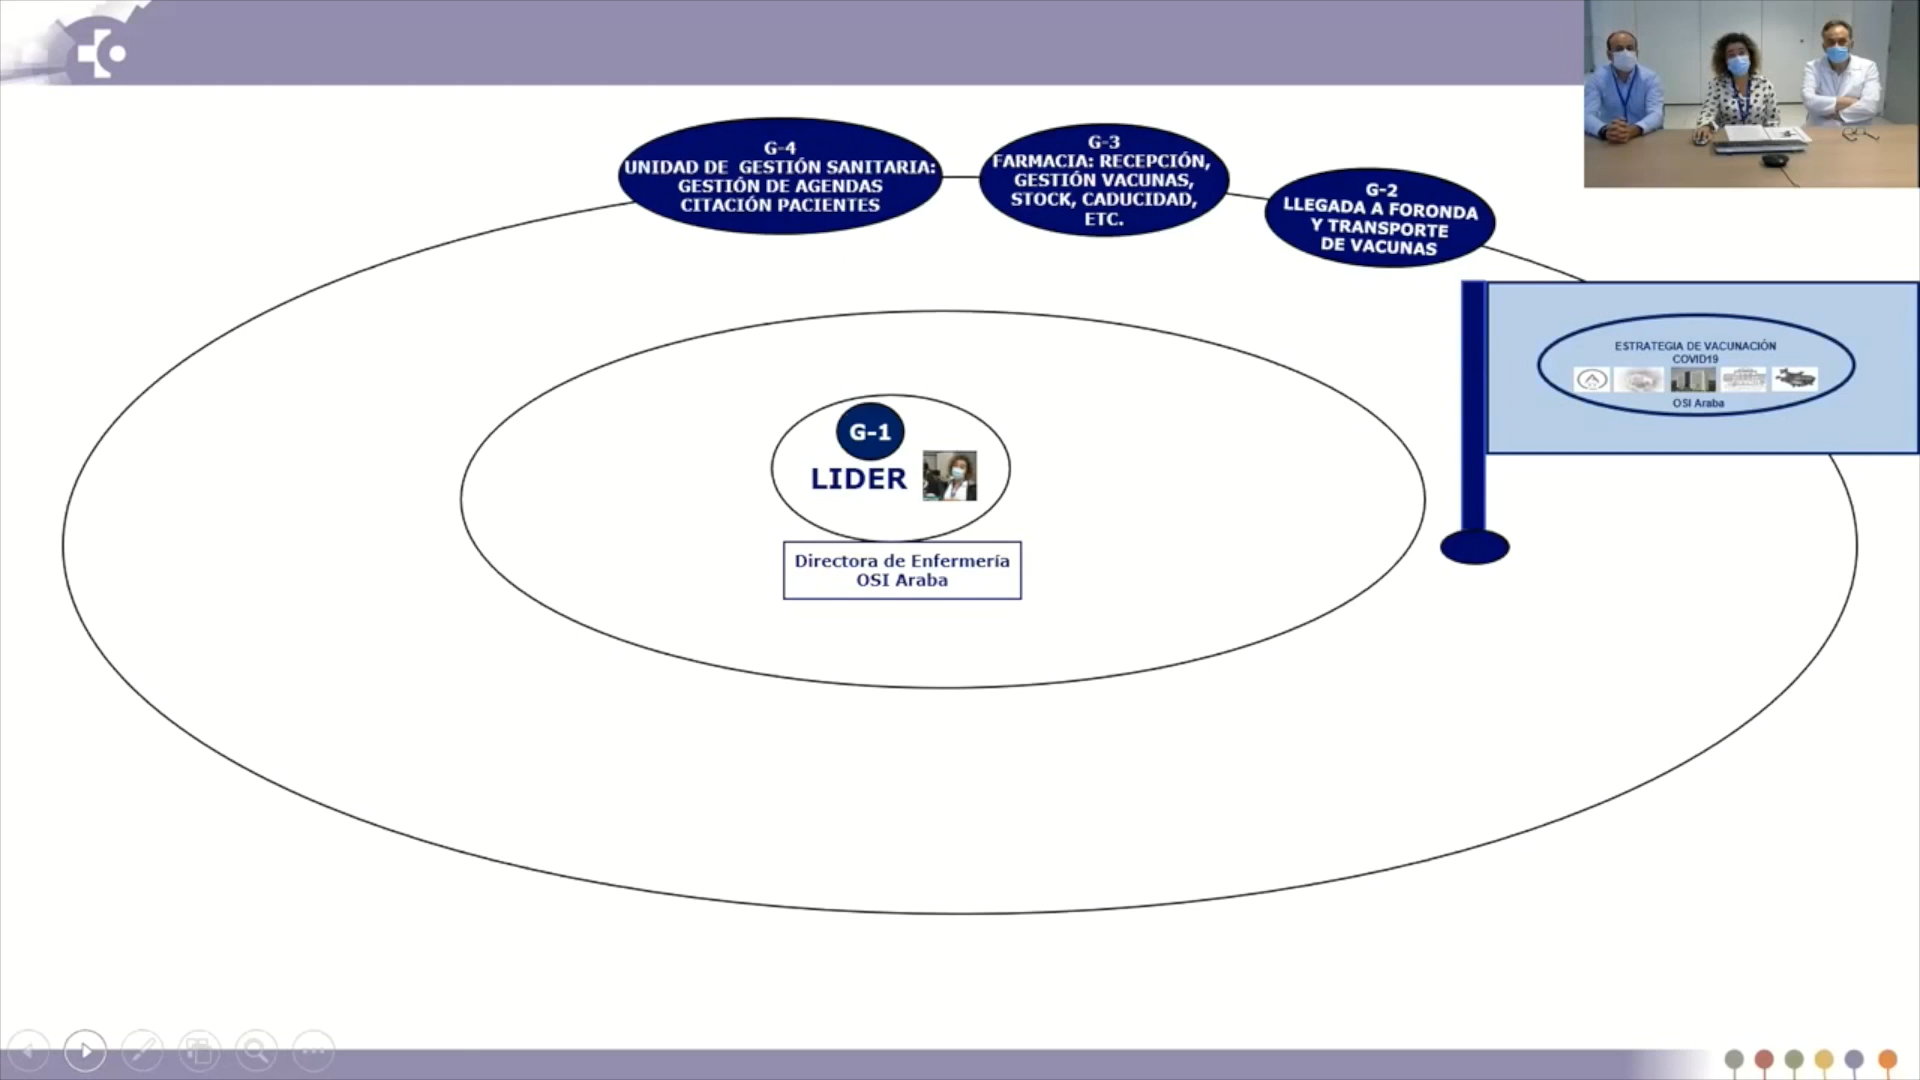 G-4
UNIDAD DE GESTIÓN SANITARIA:
GESTIÓN DE AGENDAS
CITACIÓN PACIENTES
G-3
FARMACIA: RECEPCIÓN,
GESTIÓN VACUNAS,
STOCK, CADUCIDAD,
ETC.
G-2
LLEGADA A FORONDA
Y TRANSPORTE
DE VACUNAS
ESTRATEGIA DE VACUNACIÓN
COVID19
OSI Araba
G-1
LIDER
Directora de Enfermería
OSI Araba